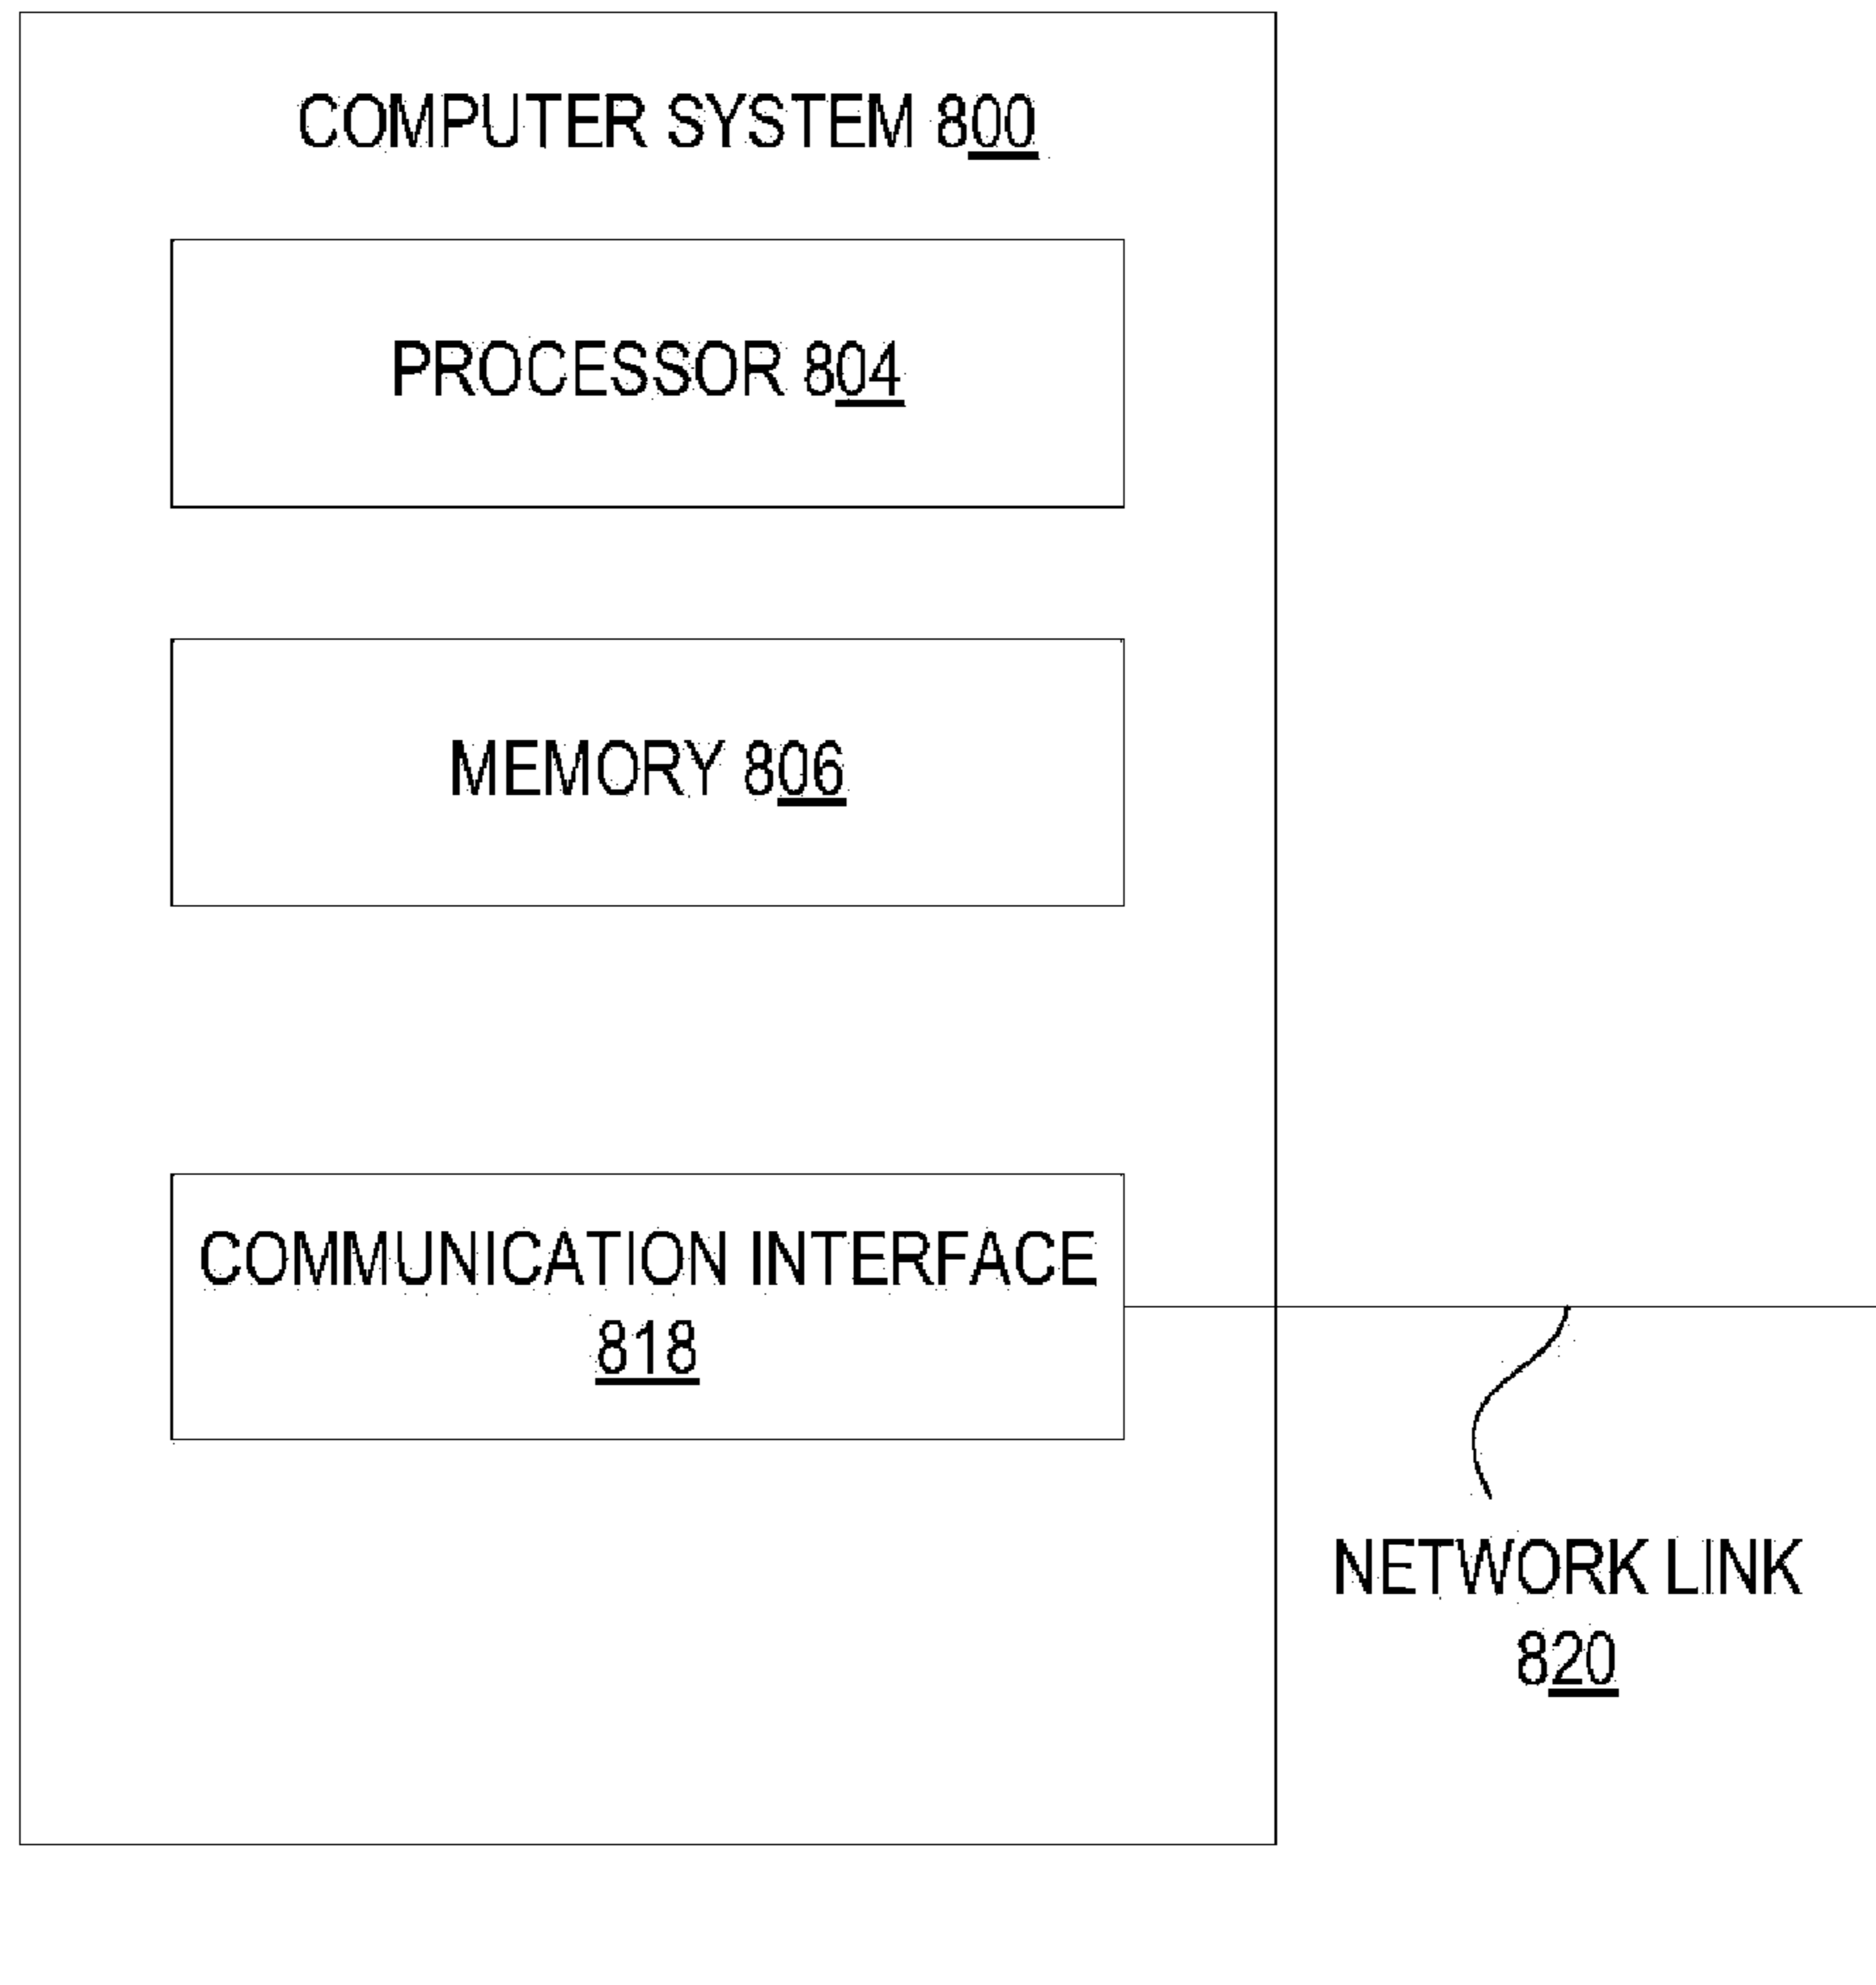 COMPUTER SYSTEM 800
PROCESSOR 804
MEMORY 806
COMMUNICATION INTERFACE
818
NETWORK LINK
820